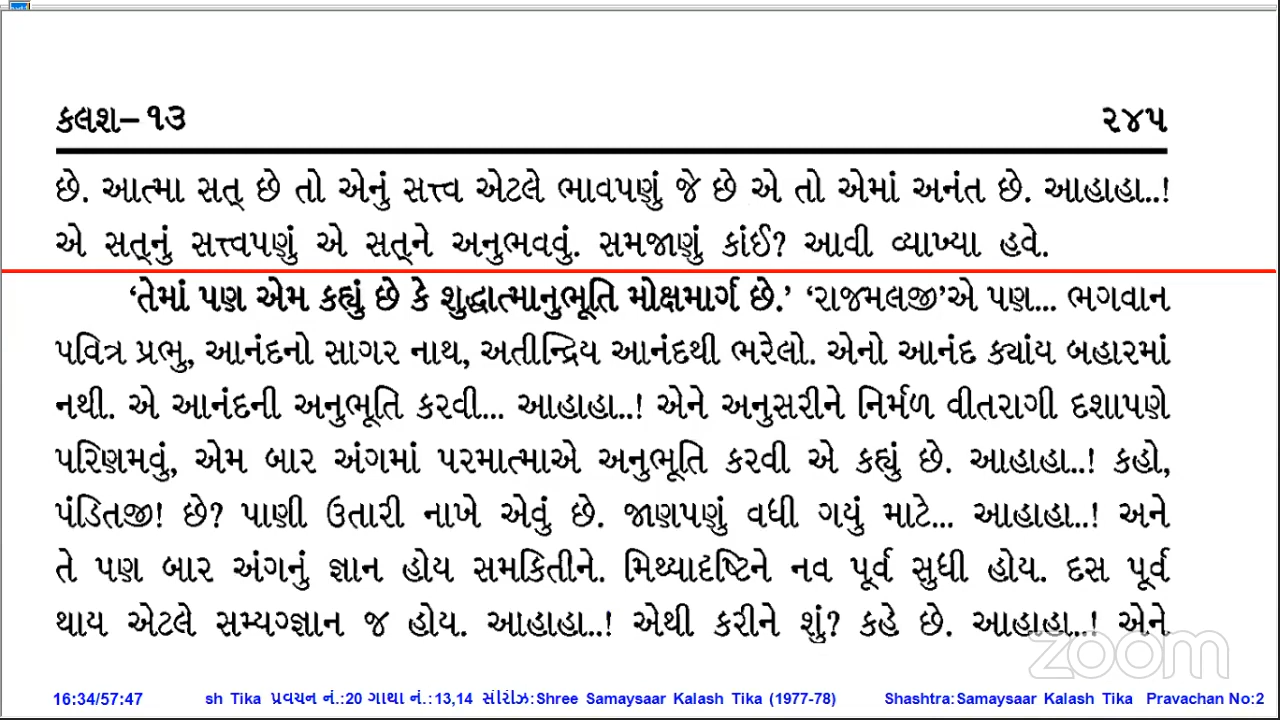 કલશ–૧૩ ૨૪૫
છે. આત્મા સત્ છે તો એનું સત્ત્વ એટલે ભાવપણું જે છે એ તો એમાં અનંત છે. આહાહા..!
એ સત્‌નું સત્ત્વપણું એ સત્‌ને અનુભવવું. સમજાણું કાંઈ? આવી વ્યાખ્યા હવે.
‘તેમાં પણ એમ કહ્યું છે કે શુદ્ધાત્માનુભૂતિ મોક્ષમાર્ગ છે.’ ‘રાજમલજી’એ પણ... ભગવાન
પવિત્ર પ્રભુ, આનંદનો સાગર નાથ, અતીન્દ્રિય આનંદથી ભરેલો. એનો આનંદ ક્યાંય બહારમાં
નથી. એ આનંદની અનુભૂતિ કરવી... આહાહા..! એને અનુસરીને નિર્મળ વીતરાગી દશાપણે
પરિણમવું, એમ બાર અંગમાં પરમાત્માએ અનુભૂતિ કરવી એ કહ્યું છે. આહાહા..! કહો,
પંડિતજી! છે? પાણી ઉતારી નાખે એવું છે. જાણપણું વધી ગયું માટે... આહાહા..! અને
તે પણ બાર અંગનું જ્ઞાન હોય સમકિતીને. મિથ્યાદૃષ્ટિને નવ પૂર્વ સુધી હોય. દસ પૂર્વ
થાય એટલે સમ્યગ્જ્ઞાન જ હોય. આહાહા..! એથી કરીને શું? કહે છે. આહાહા..! એને
zoom
16:34/57:47 sh Tika પ્રવચન નં.:20 ગાથા નં.:13,14 સીરીઝ:Shree Samaysaar Kalash Tika (1977-78) Shashtra:Samaysaar Kalash Tika Pravachan No:2